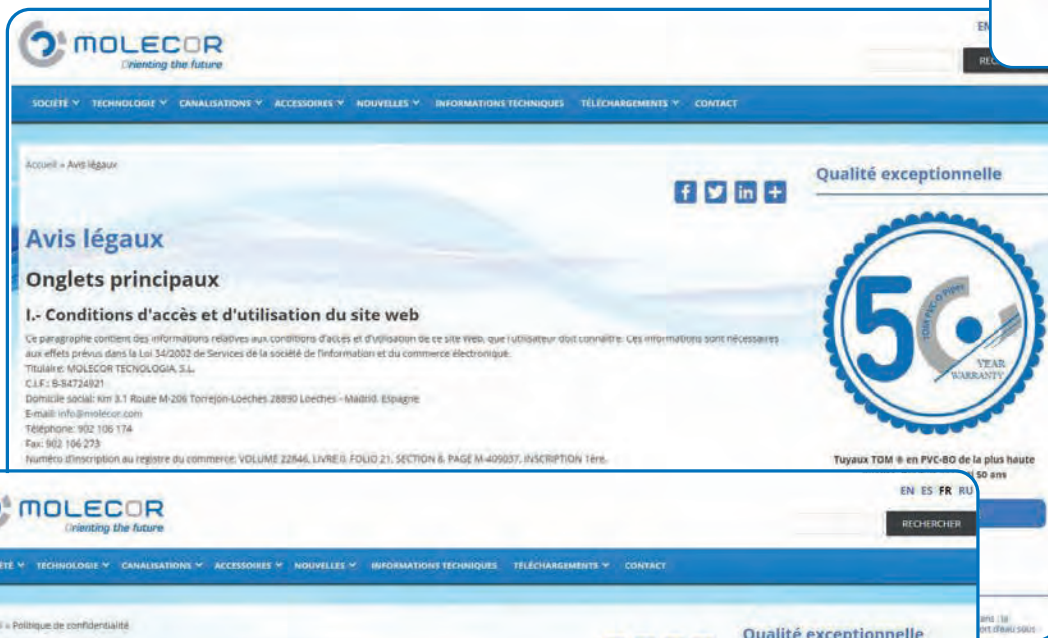 EN
MOLECOR
Orienting the future
SOCIÉTÉ TECHNOLOGIE CANALISATIONS ACCESSOIRES NOUVELLES INFORMATIONS TECHNIQUES TÉLÉCHARGEMENTS CONTACT
Accueil » Avis légaux
Qualité exceptionnelle
Avis légaux
Onglets principaux
I.- Conditions d'accès et d'utilisation du site web
Ce paragraphe contient des informations relatives aux conditions d'accès et d'utilisation de ce site Web, que l'utilisateur doit connaître. Ces informations sont nécessaires
aux effets prévus dans la Loi 34/2002 de Services de la société de l'information et du commerce électronique.
Titulaire: MOLECOR TECNOLOGIA, S.L.
C.I.F.: B-84724921
Domicile social: Km 3.1 Route M-206 Torrejon-Loeches 28890 Loeches - Madrid. Espagne
E-mail: info@molecor.com
Téléphone: 902 106 174
Fax: 902 106 273
Numéro d'inscription au registre du commerce: VOLUME 22846, LIVRE 0, FOLIO 21, SECTION 8, PAGE M-409037, INSCRIPTION 1ère.
50
TOM PVC-O Pipes
YEAR
WARRANTY
Tuyaux TOM ® en PVC-BO de la plus haute
50 ans
EN ES FR RU
MOLECOR
Orienting the future
RECHERCHER
TECHNOLOGIE CANALISATIONS ACCESSOIRES NOUVELLES INFORMATIONS TECHNIQUES TÉLÉCHARGEMENTS CONTACT
» Politique de confidentialité
Qualité exceptionnelle